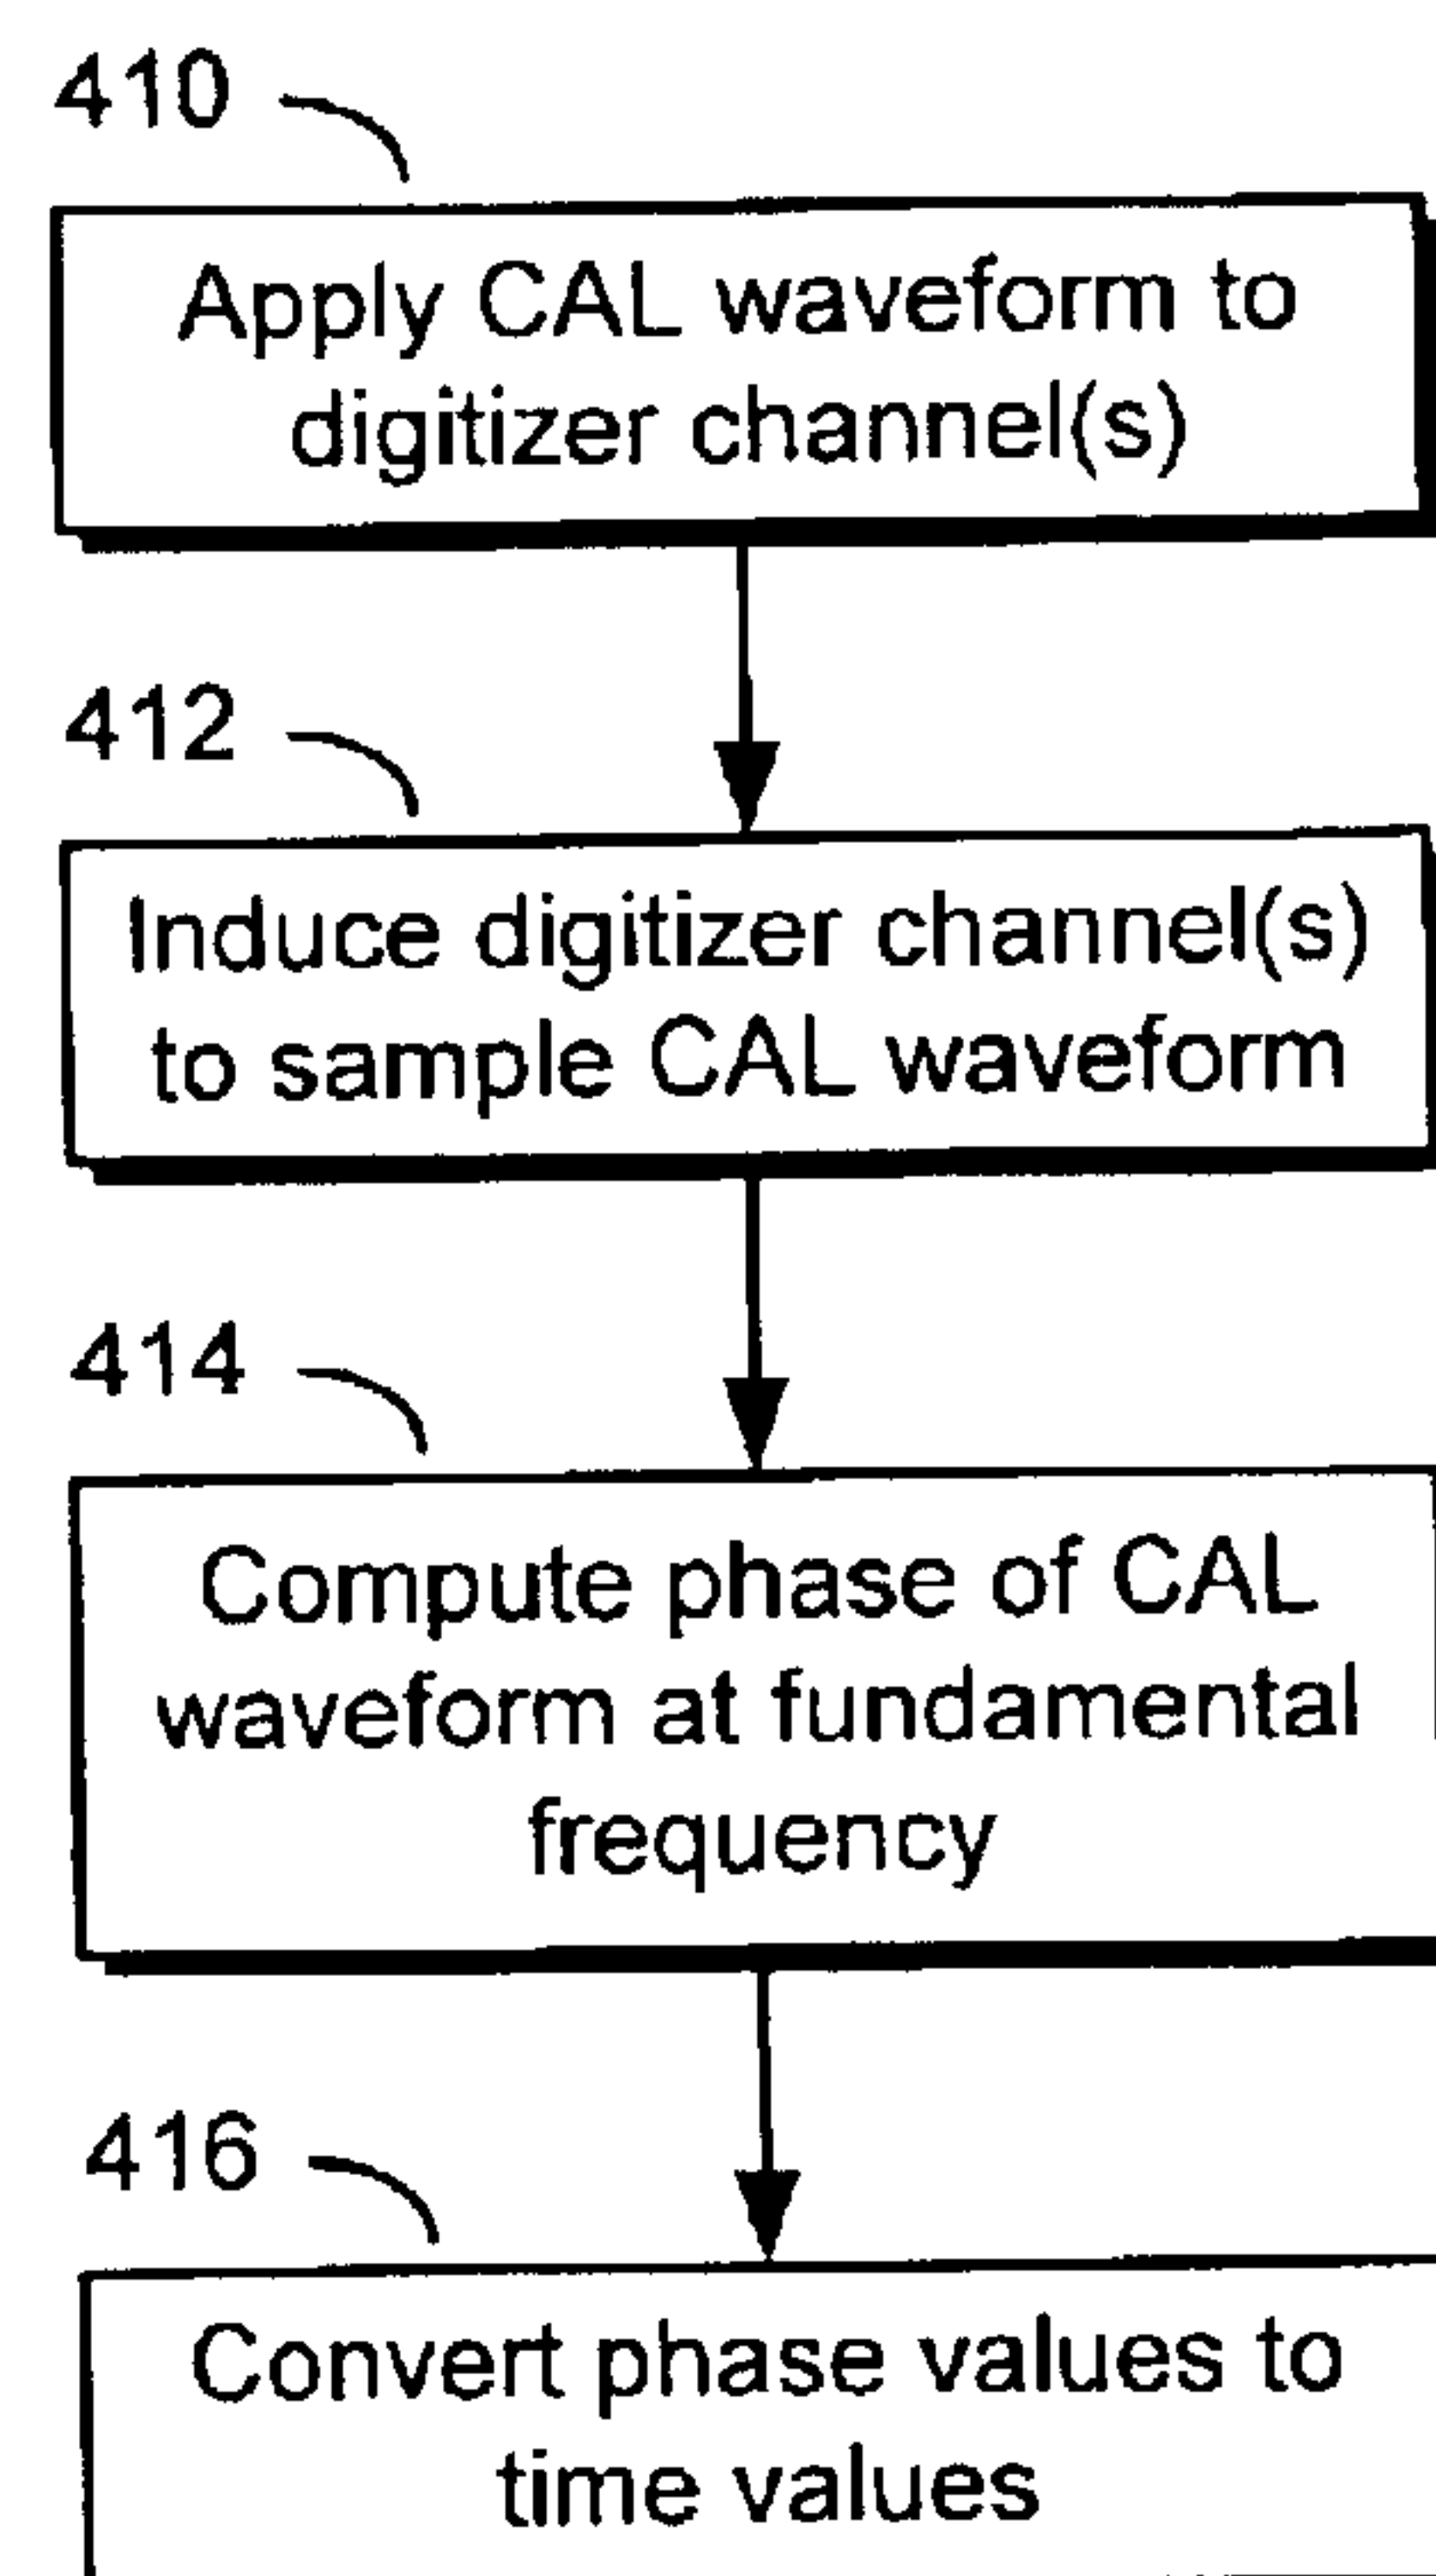 410
Apply CAL waveform to
digitizer channel(s)
412
Induce digitizer channel(s)
to sample CAL waveform
414
Compute phase of CAL
waveform at fundamental
frequency
416
Convert phase values to
time values